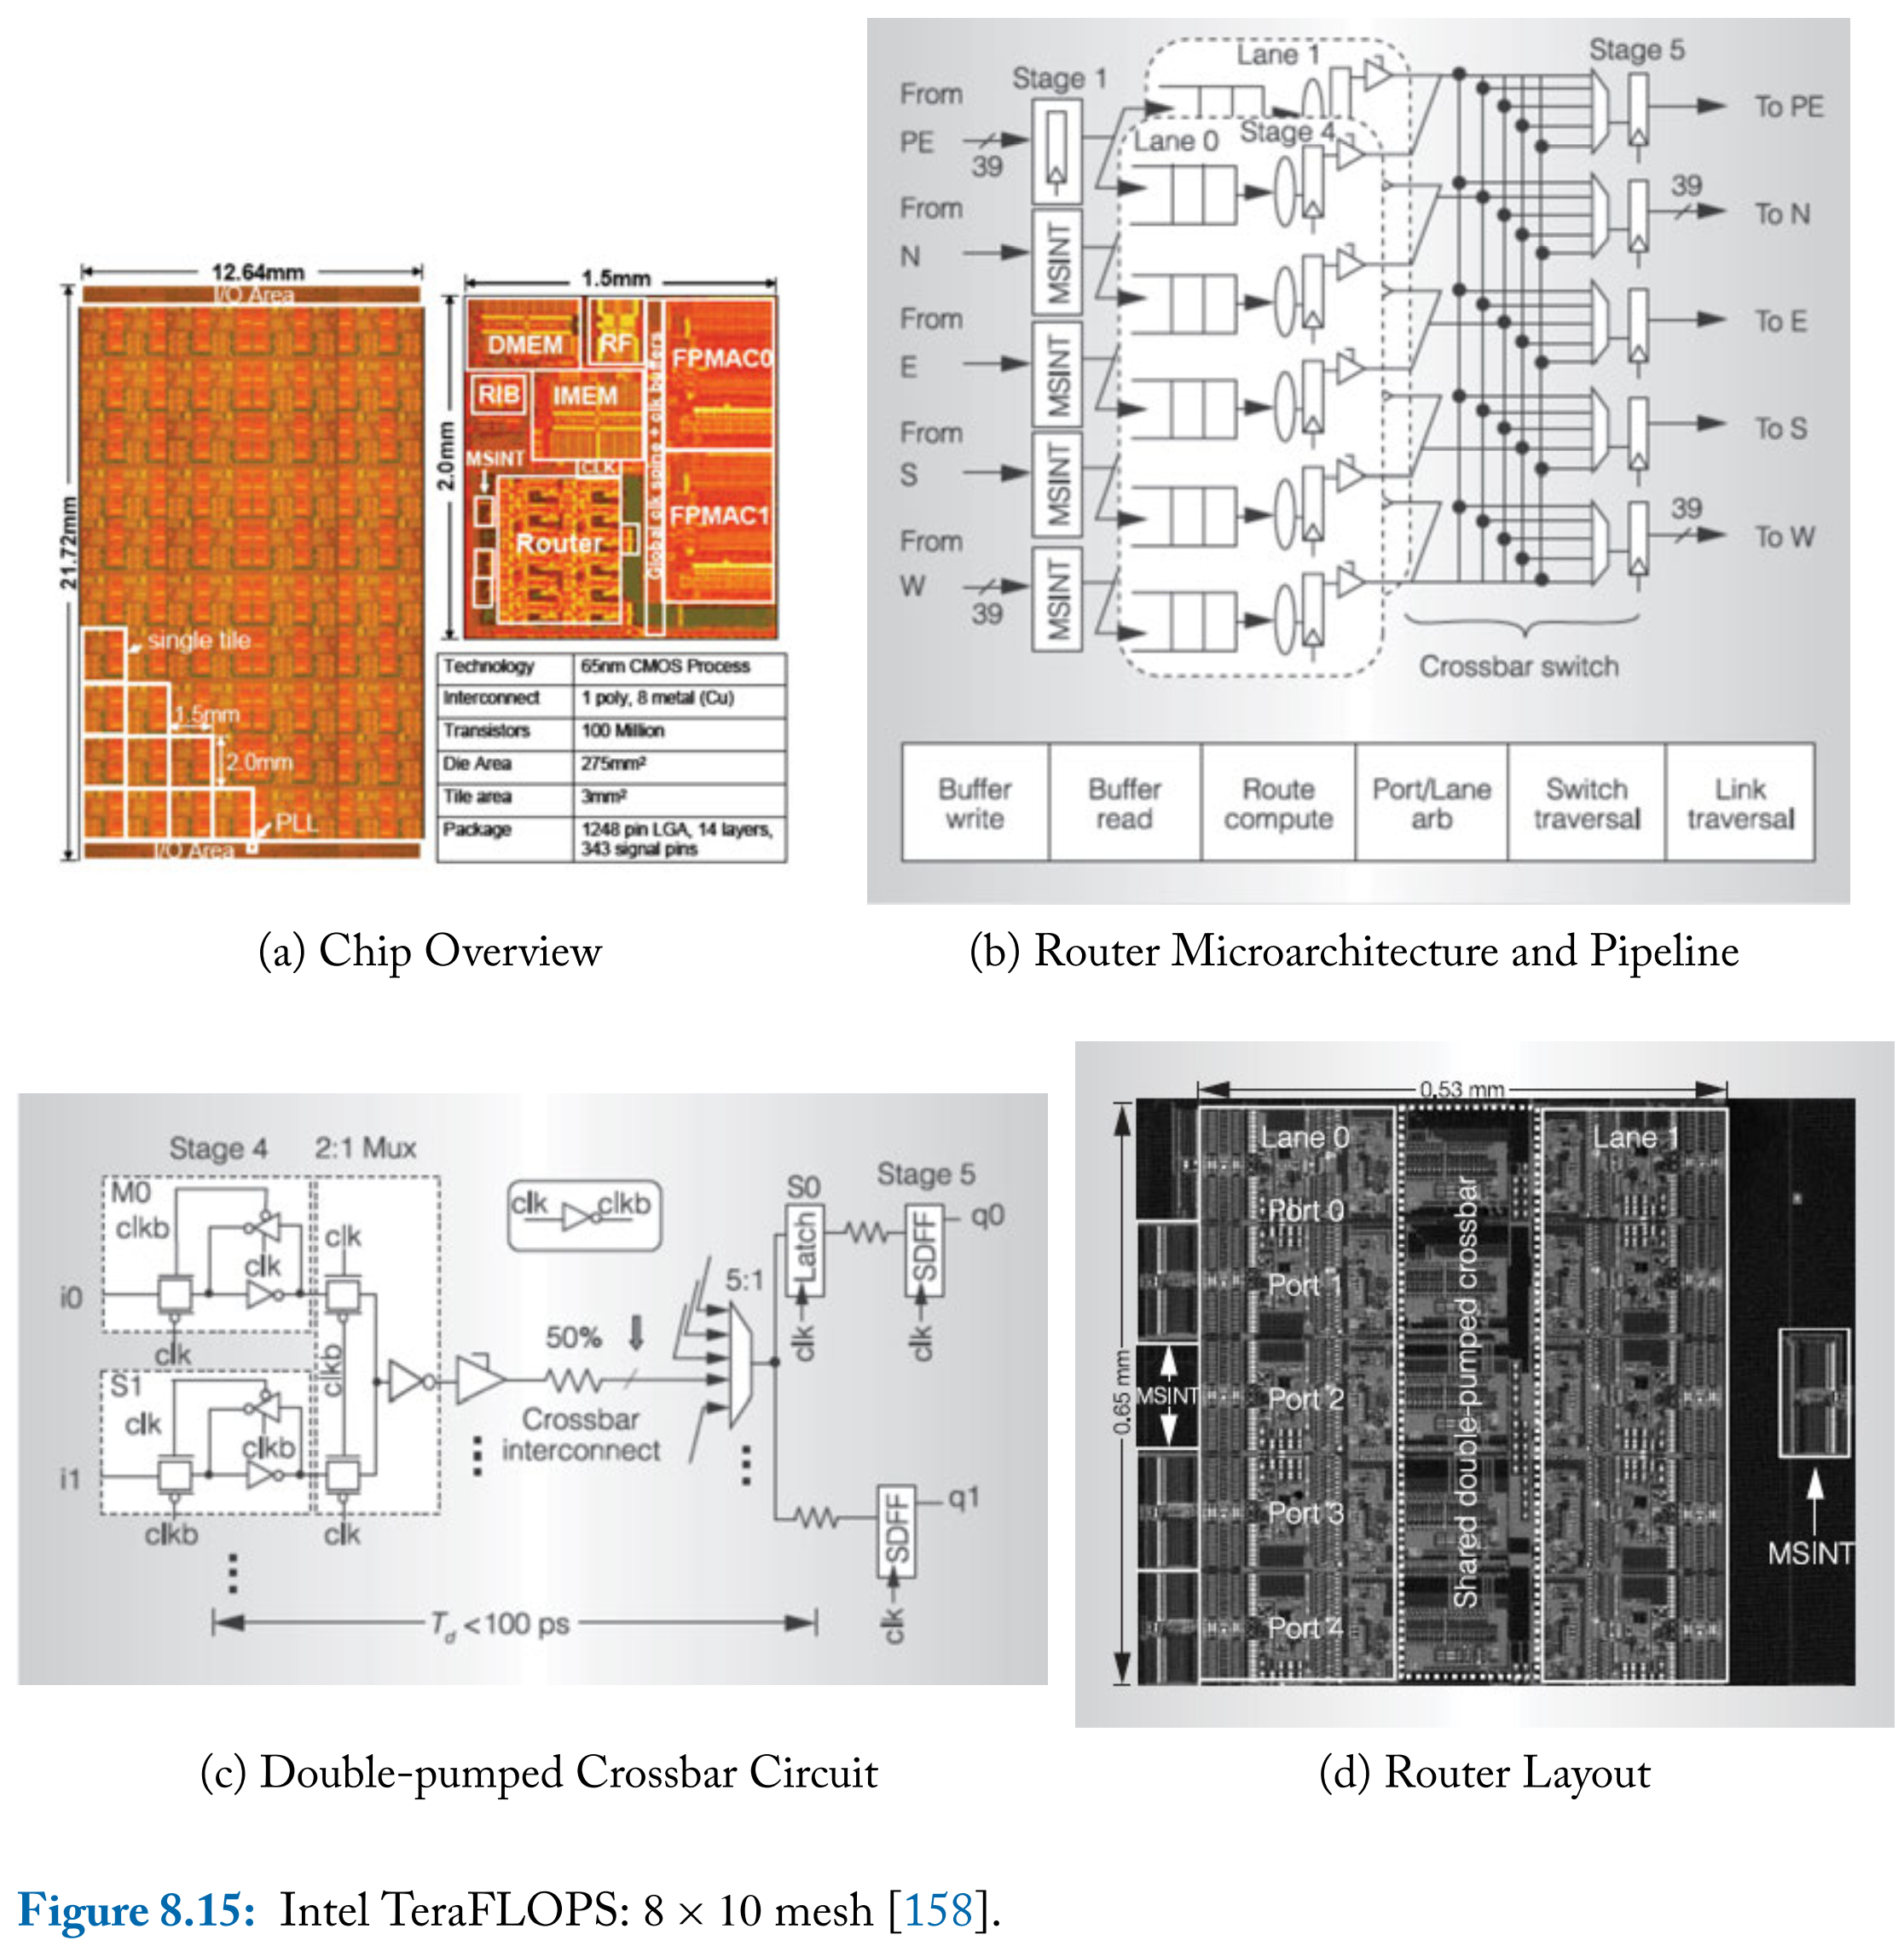 12.64mm
I/O Area
21.72mm
single tile
1.5mm
2.0mm
PLL
I/O Area
1.5mm
2.0mm
DMEM
RF
FPMAC0
RIB
IMEM
MSINT
CLK
Router
Global clk spine + clk buffers
FPMAC1
Technology 65nm CMOS Process
Interconnect 1 poly, 8 metal (Cu)
Transistors 100 Million
Die Area 275mm²
Tile area 3mm²
Package 1248 pin LGA, 14 layers,
343 signal pins
(a) Chip Overview
Stage 1
Lane 1
Stage 5
From
PE
39
Lane 0
Stage 4
To PE
From
N
MSINT
39
To N
From
E
MSINT
To E
From
S
MSINT
To S
From
W
39
MSINT
39
To W
Crossbar switch
Buffer
write
Buffer
read
Route
compute
Port/Lane
arb
Switch
traversal
Link
traversal
(b) Router Microarchitecture and Pipeline
Stage 4
2:1 Mux
M0
clkb
clk
i0
clk
clk
clkb
S1
clk
clkb
i1
clkb
clk
clk clkb
50%
Crossbar
interconnect
5:1
S0
Latch
clk
Stage 5
SDFF
q0
clk
SDFF
q1
clk
Td < 100 ps
(c) Double-pumped Crossbar Circuit
0.53 mm
0.65 mm
Lane 0
Lane 1
Port 0
Port 1
Port 2
Port 3
Port 4
Shared double-pumped crossbar
MSINT
MSINT
(d) Router Layout
Figure 8.15: Intel TeraFLOPS: 8 × 10 mesh [158].